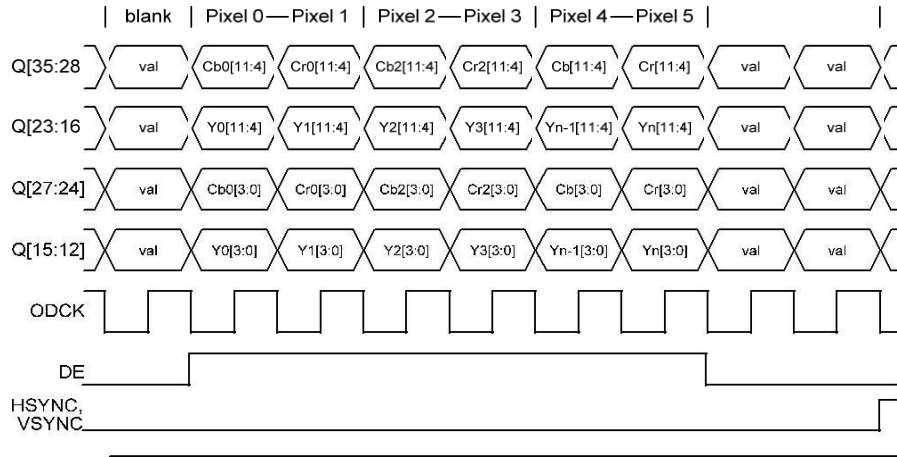 | blank | Pixel 0—Pixel 1 | Pixel 2—Pixel 3 | Pixel 4—Pixel 5 | |
Q[35:28 val Cb0[11:4] Cr0[11:4] Cb2[11:4] Cr2[11:4] Cb[11:4] Cr[11:4] val val
Q[23:16 val Y0[11:4] Y1[11:4] Y2[11:4] Y3[11:4] Yn-1[11:4] Yn[11:4] val val
Q[27:24] val Cb0[3:0] Cr0[3:0] Cb2[3:0] Cr2[3:0] Cb[3:0] Cr[3:0] val val
Q[15:12] val Y0[3:0] Y1[3:0] Y2[3:0] Y3[3:0] Yn-1[3:0] Yn[3:0] val val
ODCK
DE
HSYNC,
VSYNC